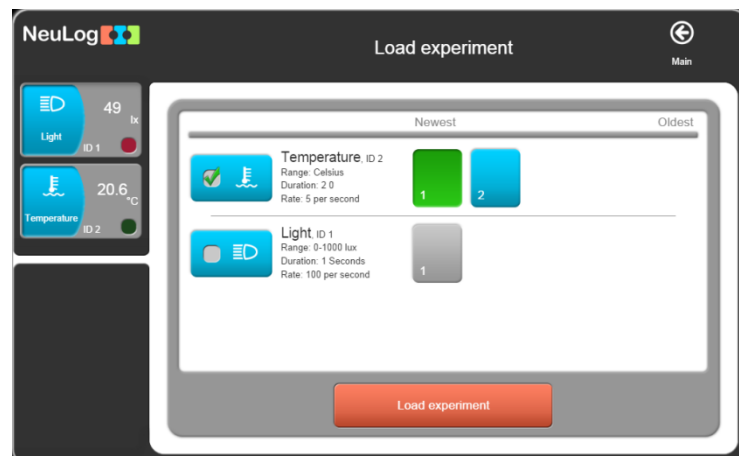 NeuLog
Load experiment
Main
49
lx
Light
ID 1
20.6
°C
Temperature
ID 2
Newest
Oldest
Temperature, ID 2
Range: Celsius
Duration: 2 0
Rate: 5 per second
1
2
Light, ID 1
Range: 0-1000 lux
Duration: 1 Seconds
Rate: 100 per second
1
Load experiment